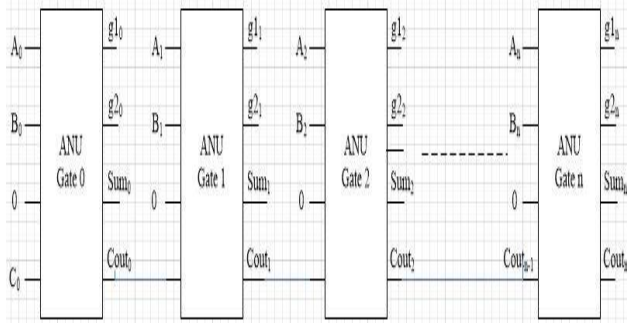 A0 g10 A1 g11 A2 g12 An g1n
B0 g20 B1 g21 B2 g22 Bn g2n
ANU Gate 0 ANU Gate 1 ANU Gate 2 ANU Gate n
0 Sum0 0 Sum1 0 Sum2 0 Sumn
C0 Cout0 Cout1 Cout2 Coutn-1 Coutn